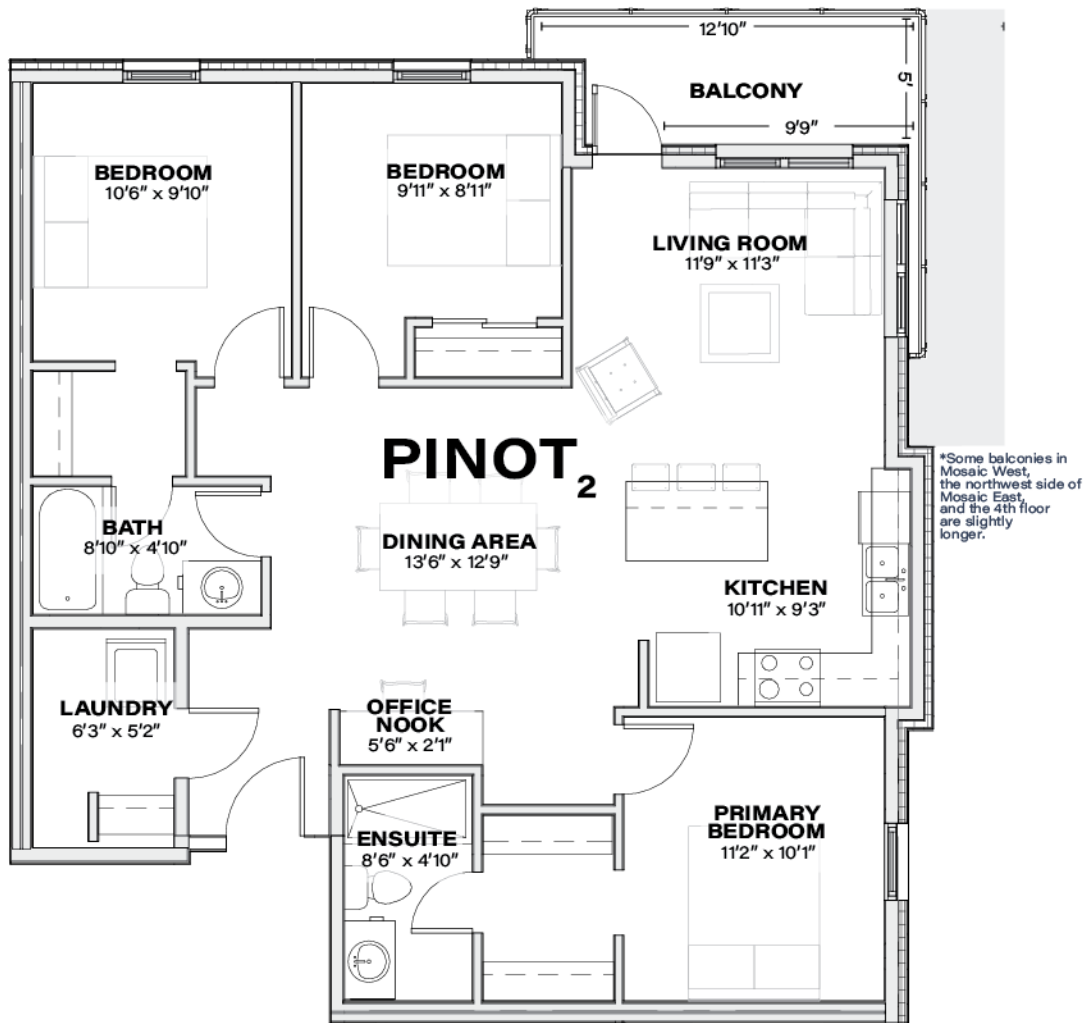 12'10"
5'
BALCONY
9'9"
BEDROOM
10'6" x 9'10"
BEDROOM
9'11" x 8'11"
LIVING ROOM
11'9" x 11'3"
PINOT2
*Some balconies in
Mosaic West,
the northwest side of
Mosaic East,
and the 4th floor
are slightly
longer.
BATH
8'10" x 4'10"
DINING AREA
13'6" x 12'9"
KITCHEN
10'11" x 9'3"
LAUNDRY
6'3" x 5'2"
OFFICE
NOOK
5'6" x 2'1"
ENSUITE
8'6" x 4'10"
PRIMARY
BEDROOM
11'2" x 10'1"